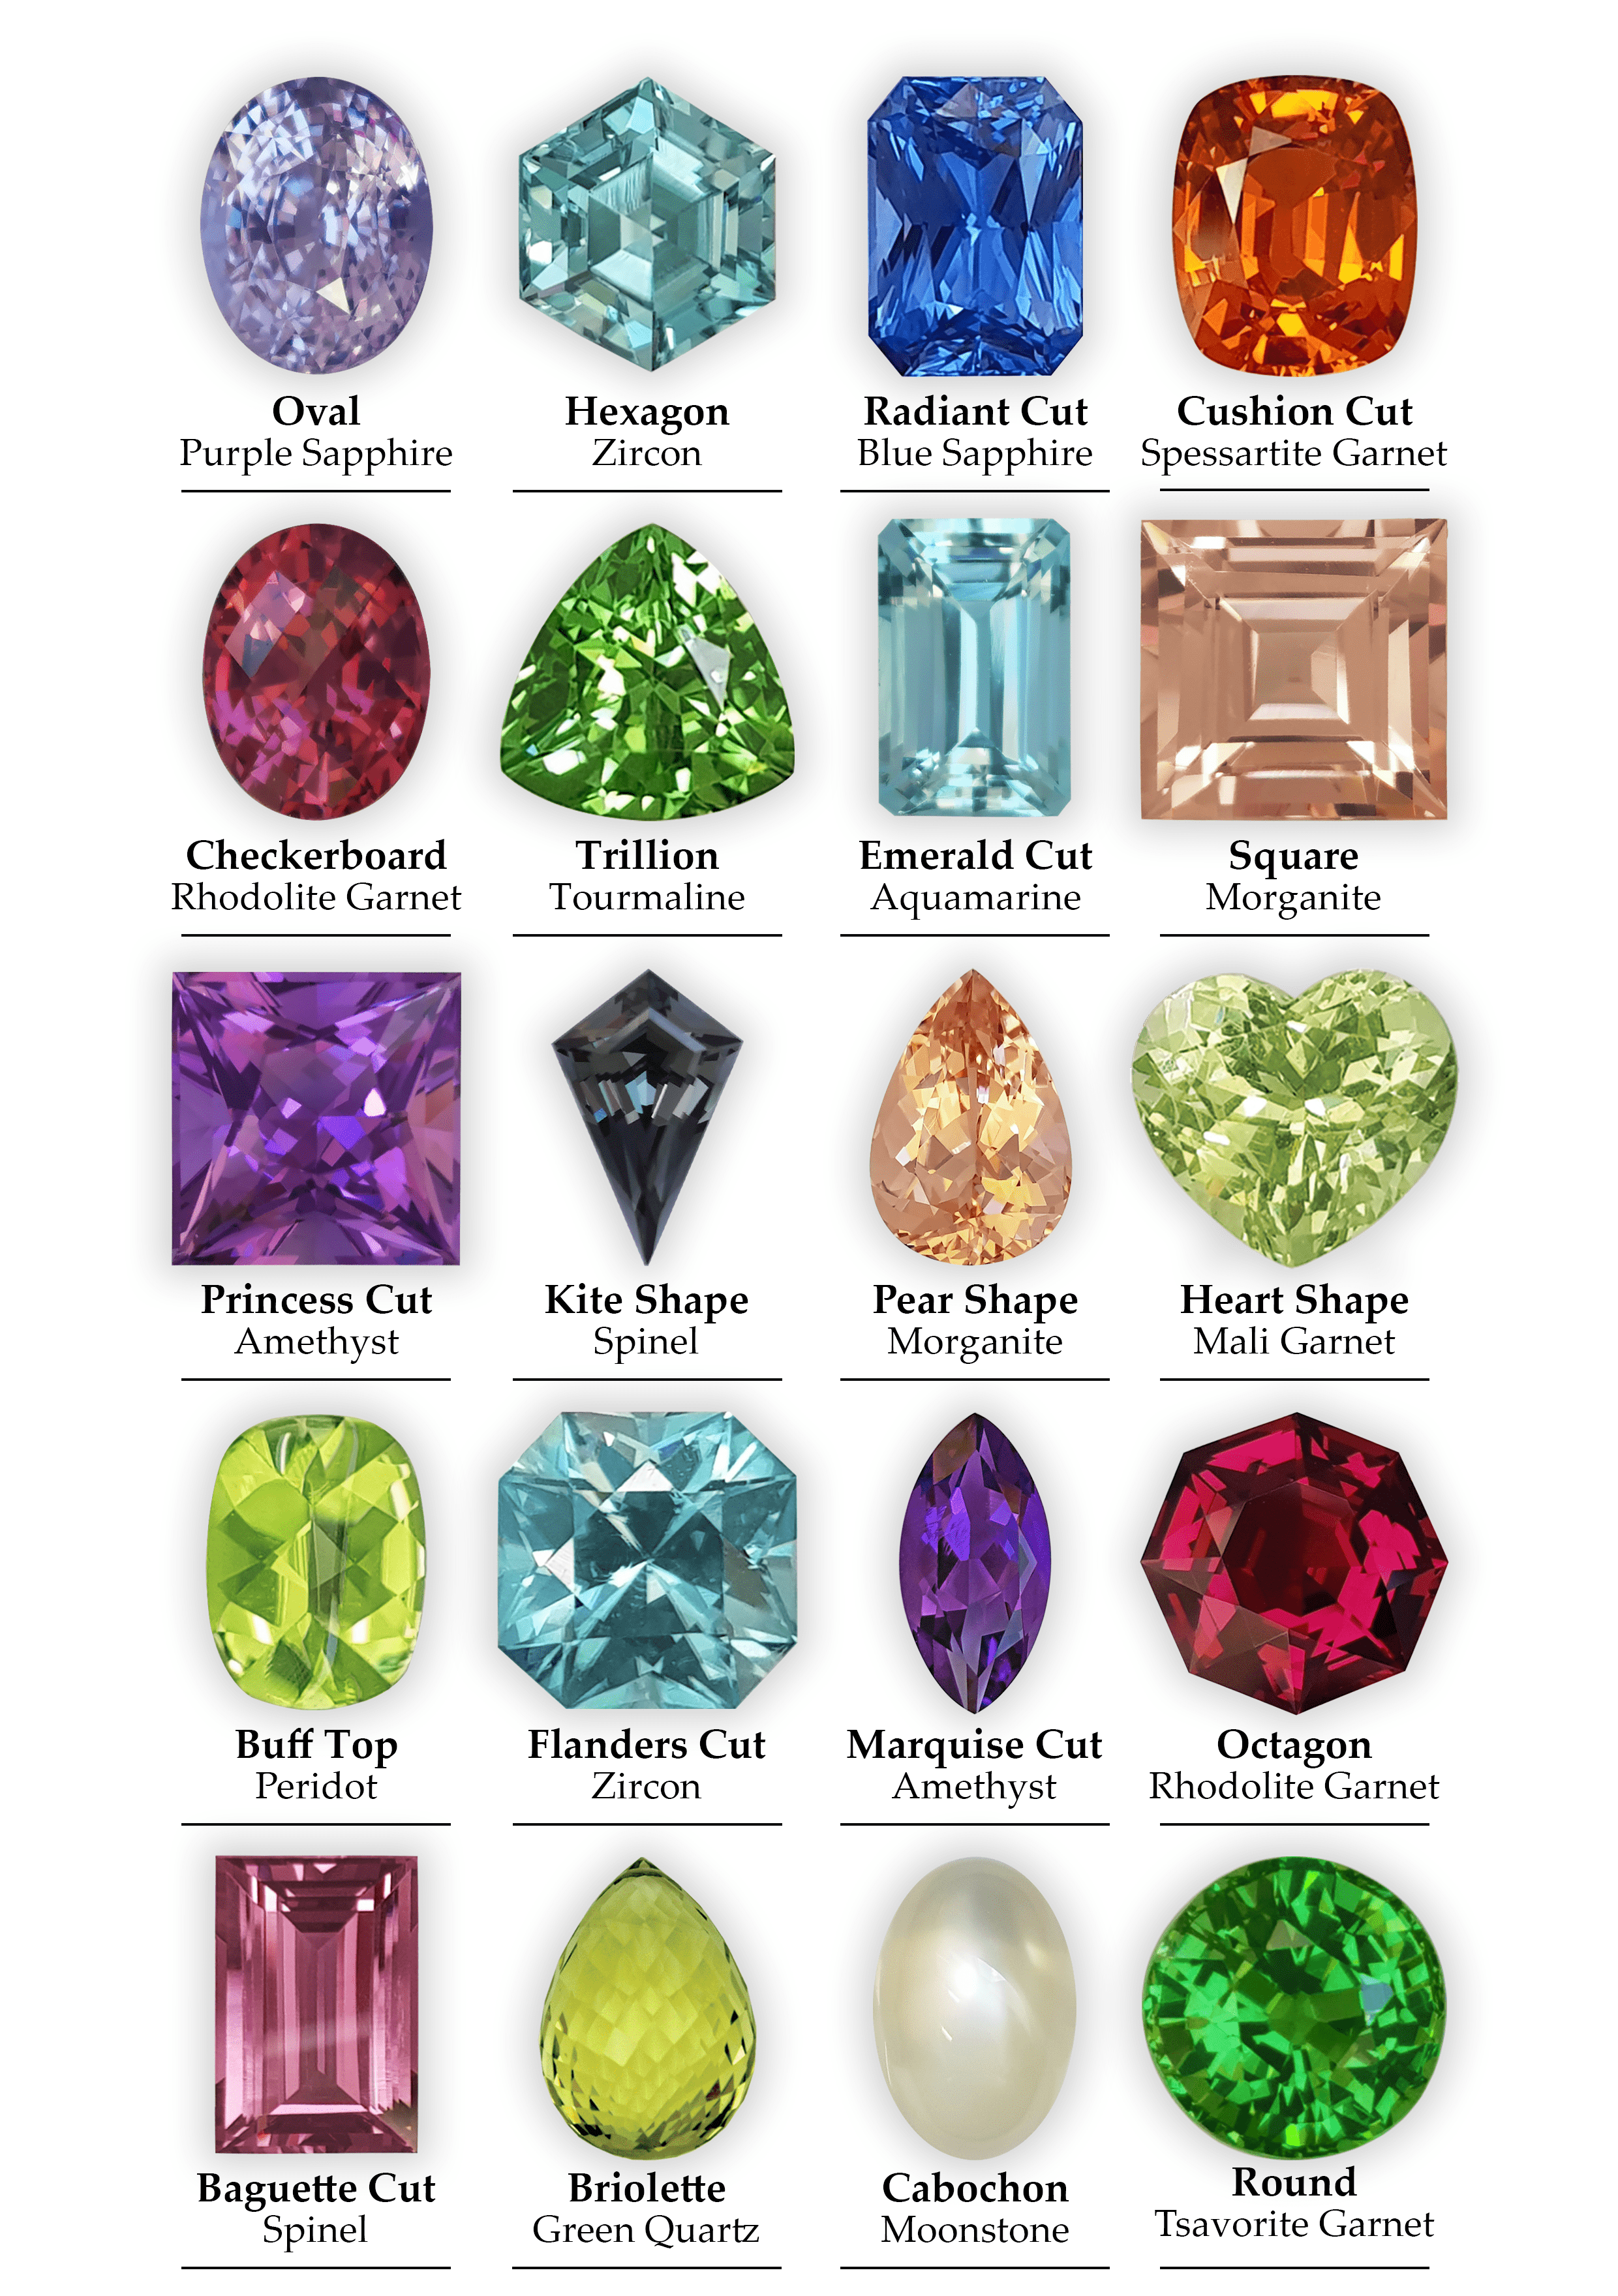 Oval
Purple Sapphire
Hexagon
Zircon
Radiant Cut
Blue Sapphire
Cushion Cut
Spessartite Garnet
Checkerboard
Rhodolite Garnet
Trillion
Tourmaline
Emerald Cut
Aquamarine
Square
Morganite
Princess Cut
Amethyst
Kite Shape
Spinel
Pear Shape
Morganite
Heart Shape
Mali Garnet
Buff Top
Peridot
Flanders Cut
Zircon
Marquise Cut
Amethyst
Octagon
Rhodolite Garnet
Baguette Cut
Spinel
Briolette
Green Quartz
Cabochon
Moonstone
Round
Tsavorite Garnet